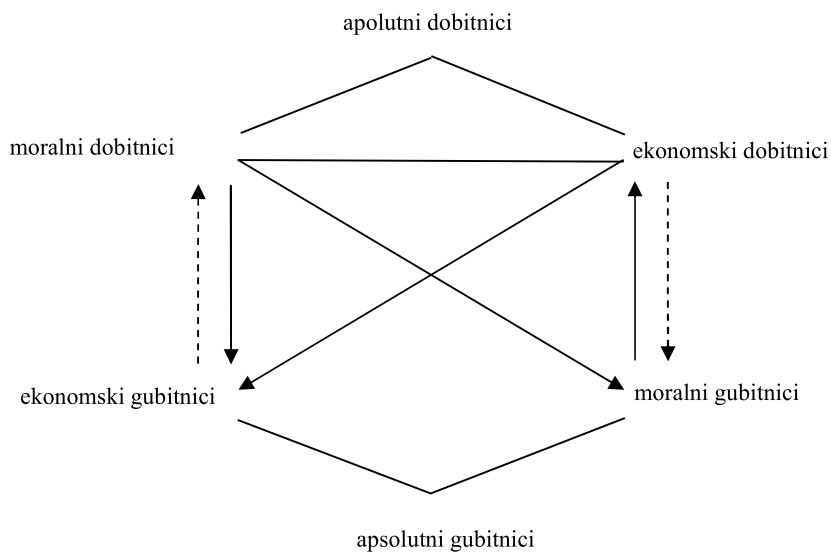 apolutni dobitnici
moralni dobitnici
ekonomski dobitnici
ekonomski gubitnici
moralni gubitnici
apsolutni gubitnici